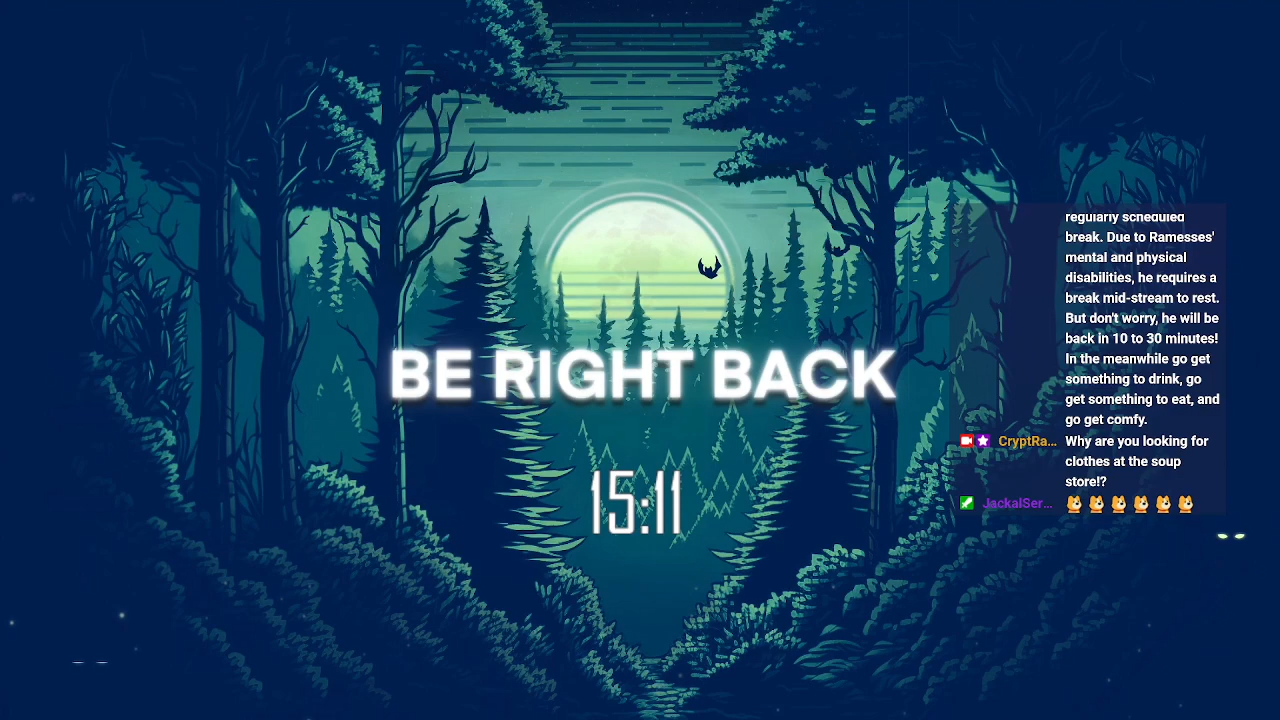 BE RIGHT BACK
15:11
regularly scheduled
break. Due to Ramesses'
mental and physical
disabilities, he requires a
break mid-stream to rest.
But don't worry, he will be
back in 10 to 30 minutes!
In the meanwhile go get
something to drink, go
get something to eat, and
go get comfy.
CryptRa... Why are you looking for
clothes at the soup
store!?
JackalSer...